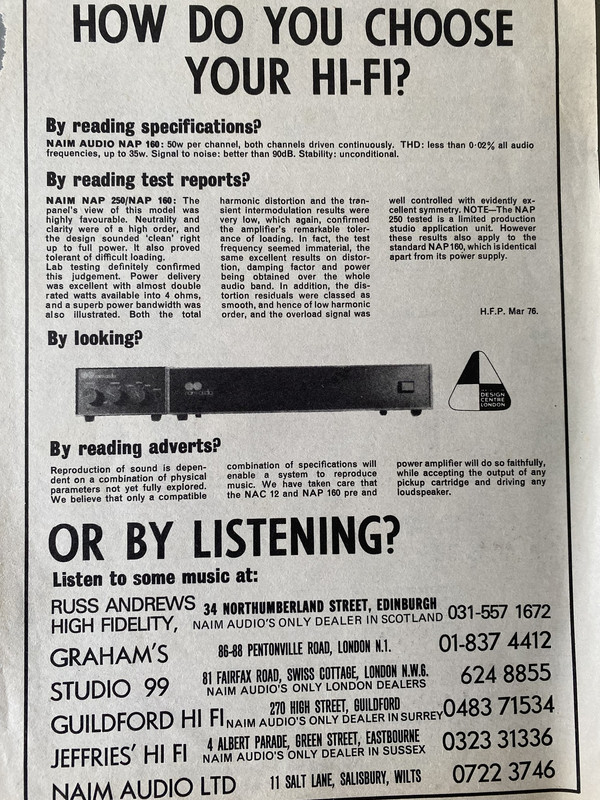 HOW DO YOU CHOOSE
YOUR HI-FI?
By reading specifications?
NAIM AUDIO NAP 160: 50w per channel, both channels driven continuously. THD: less than 0·02% all audio
frequencies, up to 35w. Signal to noise: better than 90dB. Stability: unconditional.
By reading test reports?
NAIM NAP 250/NAP 160: The
panel's view of this model was
highly favourable. Neutrality and
clarity were of a high order, and
the design sounded 'clean' right
up to full power. It also proved
tolerant of difficult loading.
Lab testing definitely confirmed
this judgement. Power delivery
was excellent with almost double
rated watts available into 4 ohms,
and a superb power bandwidth was
also illustrated. Both the total
harmonic distortion and the tran-
sient intermodulation results were
very low, which again, confirmed
the amplifier's remarkable toler-
ance of loading. In fact, the test
frequency seemed immaterial, the
same excellent results on distor-
tion, damping factor and power
being obtained over the whole
audio band. In addition, the dis-
tortion residuals were classed as
smooth, and hence of low harmonic
order, and the overload signal was
well controlled with evidently ex-
cellent symmetry. NOTE—The NAP
250 tested is a limited production
studio application unit. However
these results also apply to the
standard NAP 160, which is identical
apart from its power supply.
H.F.P. Mar 76.
By looking?
DESIGN
CENTRE
LONDON
By reading adverts?
Reproduction of sound is depen-
dent on a combination of physical
parameters not yet fully explored.
We believe that only a compatible
combination of specifications will
enable a system to reproduce
music. We have taken care that
the NAC 12 and NAP 160 pre and
power amplifier will do so faithfully,
while accepting the output of any
pickup cartridge and driving any
loudspeaker.
OR BY LISTENING?
Listen to some music at:
RUSS ANDREWS
HIGH FIDELITY,
34 NORTHUMBERLAND STREET, EDINBURGH
NAIM AUDIO'S ONLY DEALER IN SCOTLAND
031-557 1672
GRAHAM'S
86-88 PENTONVILLE ROAD, LONDON N.1.
01-837 4412
STUDIO 99
81 FAIRFAX ROAD, SWISS COTTAGE, LONDON N.W.6.
NAIM AUDIO'S ONLY LONDON DEALERS
624 8855
GUILDFORD HI FI
270 HIGH STREET, GUILDFORD
NAIM AUDIO'S ONLY DEALER IN SURREY
0483 71534
JEFFRIES' HI FI
4 ALBERT PARADE, GREEN STREET, EASTBOURNE
NAIM AUDIO'S ONLY DEALER IN SUSSEX
0323 31336
NAIM AUDIO LTD
11 SALT LANE, SALISBURY, WILTS
0722 3746